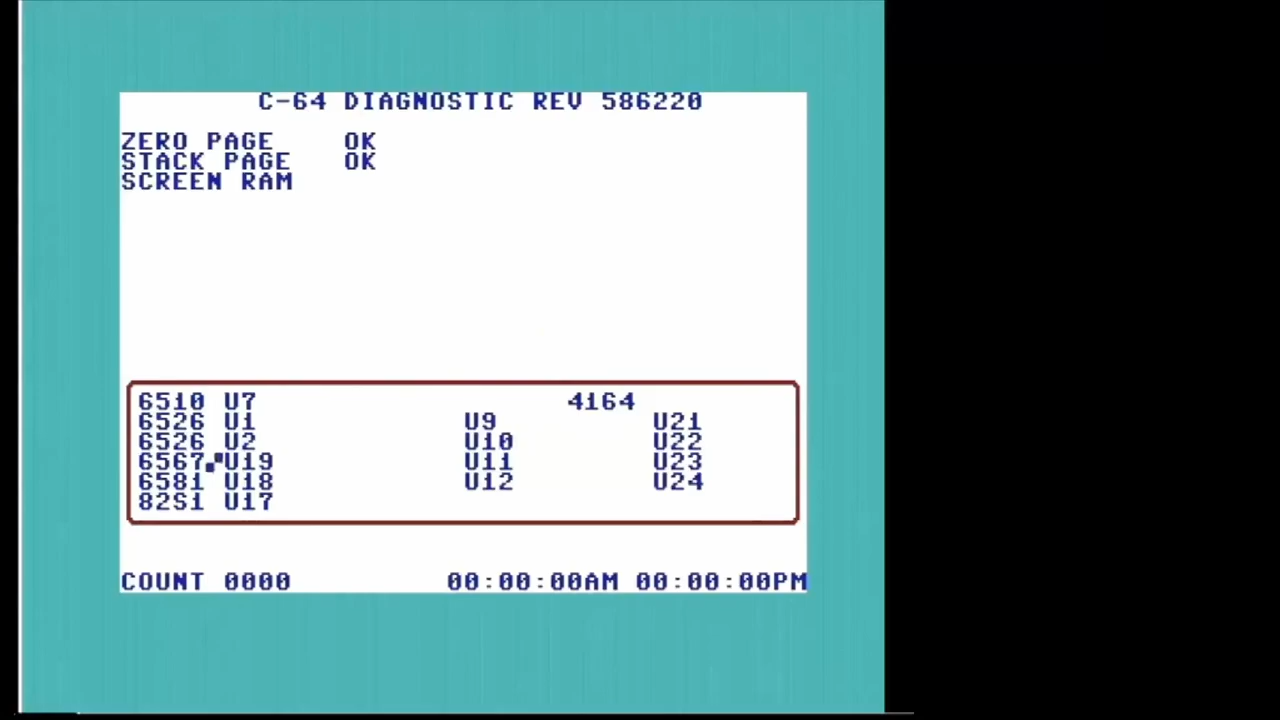 C-64 DIAGNOSTIC REV 586220
ZERO PAGE OK
STACK PAGE OK
SCREEN RAM
6510 U7 4164
6526 U1 U9 U21
6526 U2 U10 U22
6567 U19 U11 U23
6581 U18 U12 U24
82S1 U17
COUNT 0000 00:00:00AM 00:00:00PM